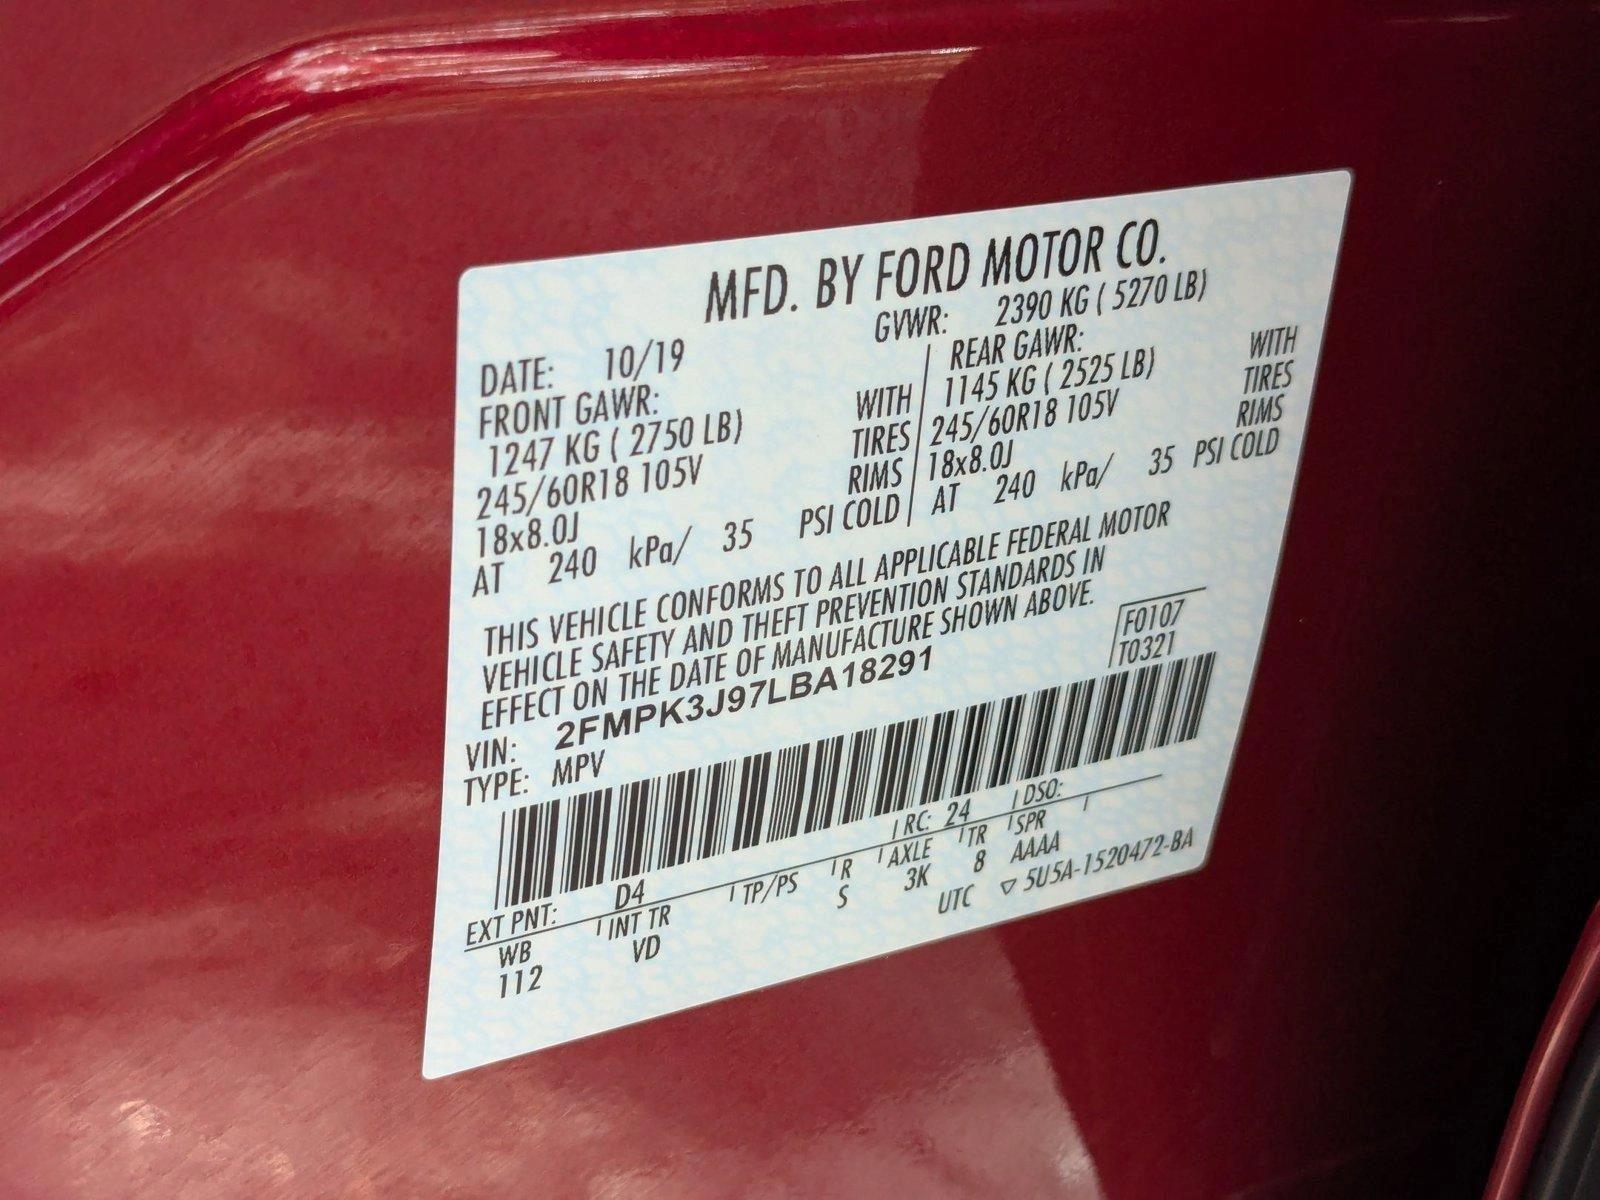 MFD. BY FORD MOTOR CO.
DATE: 10/19 GVWR: 2390 KG ( 5270 LB)
FRONT GAWR: REAR GAWR:
1247 KG ( 2750 LB) WITH 1145 KG ( 2525 LB) WITH
245/60R18 105V TIRES 245/60R18 105V TIRES
18x8.0J RIMS 18x8.0J RIMS
AT 240 kPa/ 35 PSI COLD AT 240 kPa/ 35 PSI COLD
THIS VEHICLE CONFORMS TO ALL APPLICABLE FEDERAL MOTOR
VEHICLE SAFETY AND THEFT PREVENTION STANDARDS IN
EFFECT ON THE DATE OF MANUFACTURE SHOWN ABOVE.
VIN: 2FMPK3J97LBA18291 F0107
TYPE: MPV T0321
EXT PNT: D4 RC: 24 DSO:
WB INT TR TP/PS R AXLE TR SPR
112 VD S 3K 8 AAAA
UTC ▽ 5U5A-1520472-BA